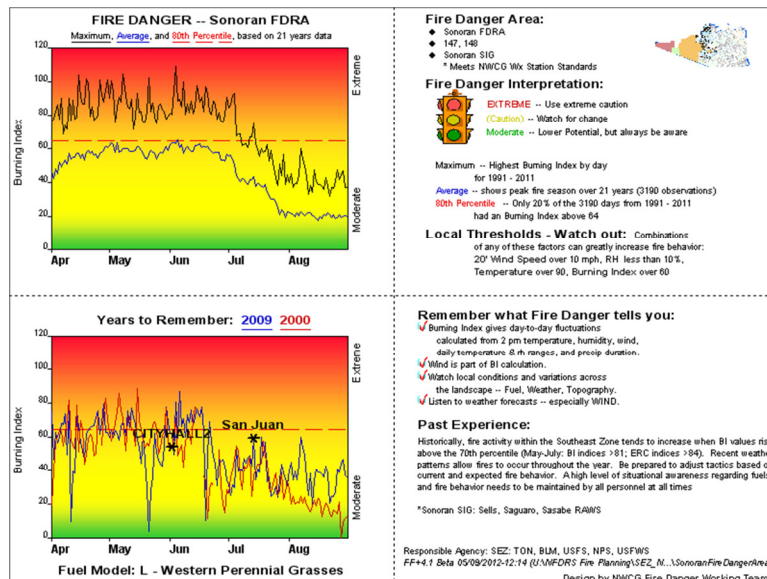 FIRE DANGER -- Sonoran FDRA
Maximum, Average, and 80th Percentile, based on 21 years data
120
100
80
60
40
20
0
Burning Index
Extreme
Moderate
Apr May Jun Jul Aug
Fire Danger Area:
◆ Sonoran FDRA
◆ 147, 148
◆ Sonoran SIG
* Meets NWCG Wx Station Standards
Fire Danger Interpretation:
EXTREME -- Use extreme caution
(Caution) -- Watch for change
Moderate -- Lower Potential, but always be aware
Maximum -- Highest Burning Index by day
for 1991 - 2011
Average -- shows peak fire season over 21 years (3190 observations)
80th Percentile -- Only 20% of the 3190 days from 1991 - 2011
had an Burning Index above 64
Local Thresholds - Watch out: Combinations
of any of these factors can greatly increase fire behavior:
20' Wind Speed over 10 mph, RH less than 10%,
Temperature over 90, Burning Index over 60
Years to Remember: 2009 2000
120
100
80
60
40
20
0
Burning Index
Extreme
Moderate
CITYHALL2
San Juan
Apr May Jun Jul Aug
Fuel Model: L - Western Perennial Grasses
Remember what Fire Danger tells you:
Burning Index gives day-to-day fluctuations
calculated from 2 pm temperature, humidity, wind,
daily temperature & rh ranges, and precip duration.
Wind is part of BI calculation.
Watch local conditions and variations across
the landscape -- Fuel, Weather, Topography.
Listen to weather forecasts -- especially WIND.
Past Experience:
Historically, fire activity within the Southeast Zone tends to increase when BI values ris
above the 70th percentile (May-July: BI indices >81; ERC indices >84). Recent weathe
patterns allow fires to occur throughout the year. Be prepared to adjust tactics based o
current and expected fire behavior. A high level of situational awareness regarding fuels
and fire behavior needs to be maintained by all personnel at all times
*Sonoran SIG: Sells, Saguaro, Sasabe RAWS
Responsible Agency: SEZ: TON, BLM, USFS, NPS, USFWS
FF+4.1 Beta 05/09/2012-12:14 (U:\NFDRS Fire Planning\SEZ_N...\SonoranFireDangerArea
Design by NWCG Fire Danger Working Team